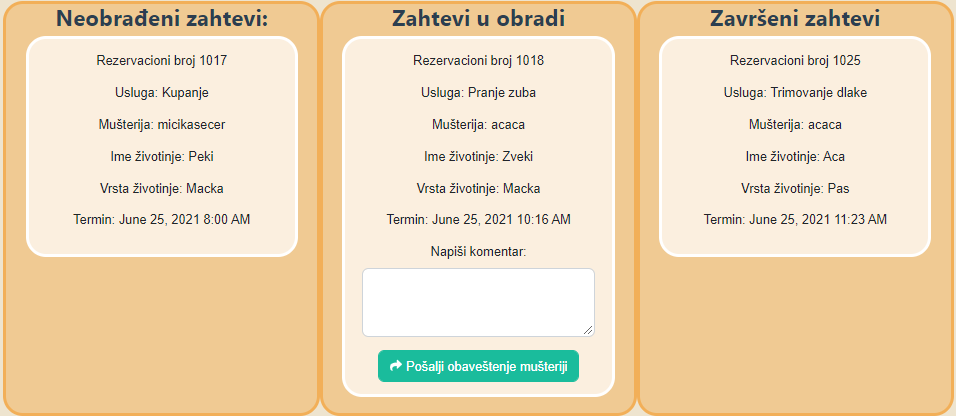 Neobrađeni zahtevi:
Rezervacioni broj 1017
Usluga: Kupanje
Mušterija: micikasecer
Ime životinje: Peki
Vrsta životinje: Macka
Termin: June 25, 2021 8:00 AM
Zahtevi u obradi
Rezervacioni broj 1018
Usluga: Pranje zuba
Mušterija: acaca
Ime životinje: Zveki
Vrsta životinje: Macka
Termin: June 25, 2021 10:16 AM
Napiši komentar:
Pošalji obaveštenje mušteriji
Završeni zahtevi
Rezervacioni broj 1025
Usluga: Trimovanje dlake
Mušterija: acaca
Ime životinje: Aca
Vrsta životinje: Pas
Termin: June 25, 2021 11:23 AM